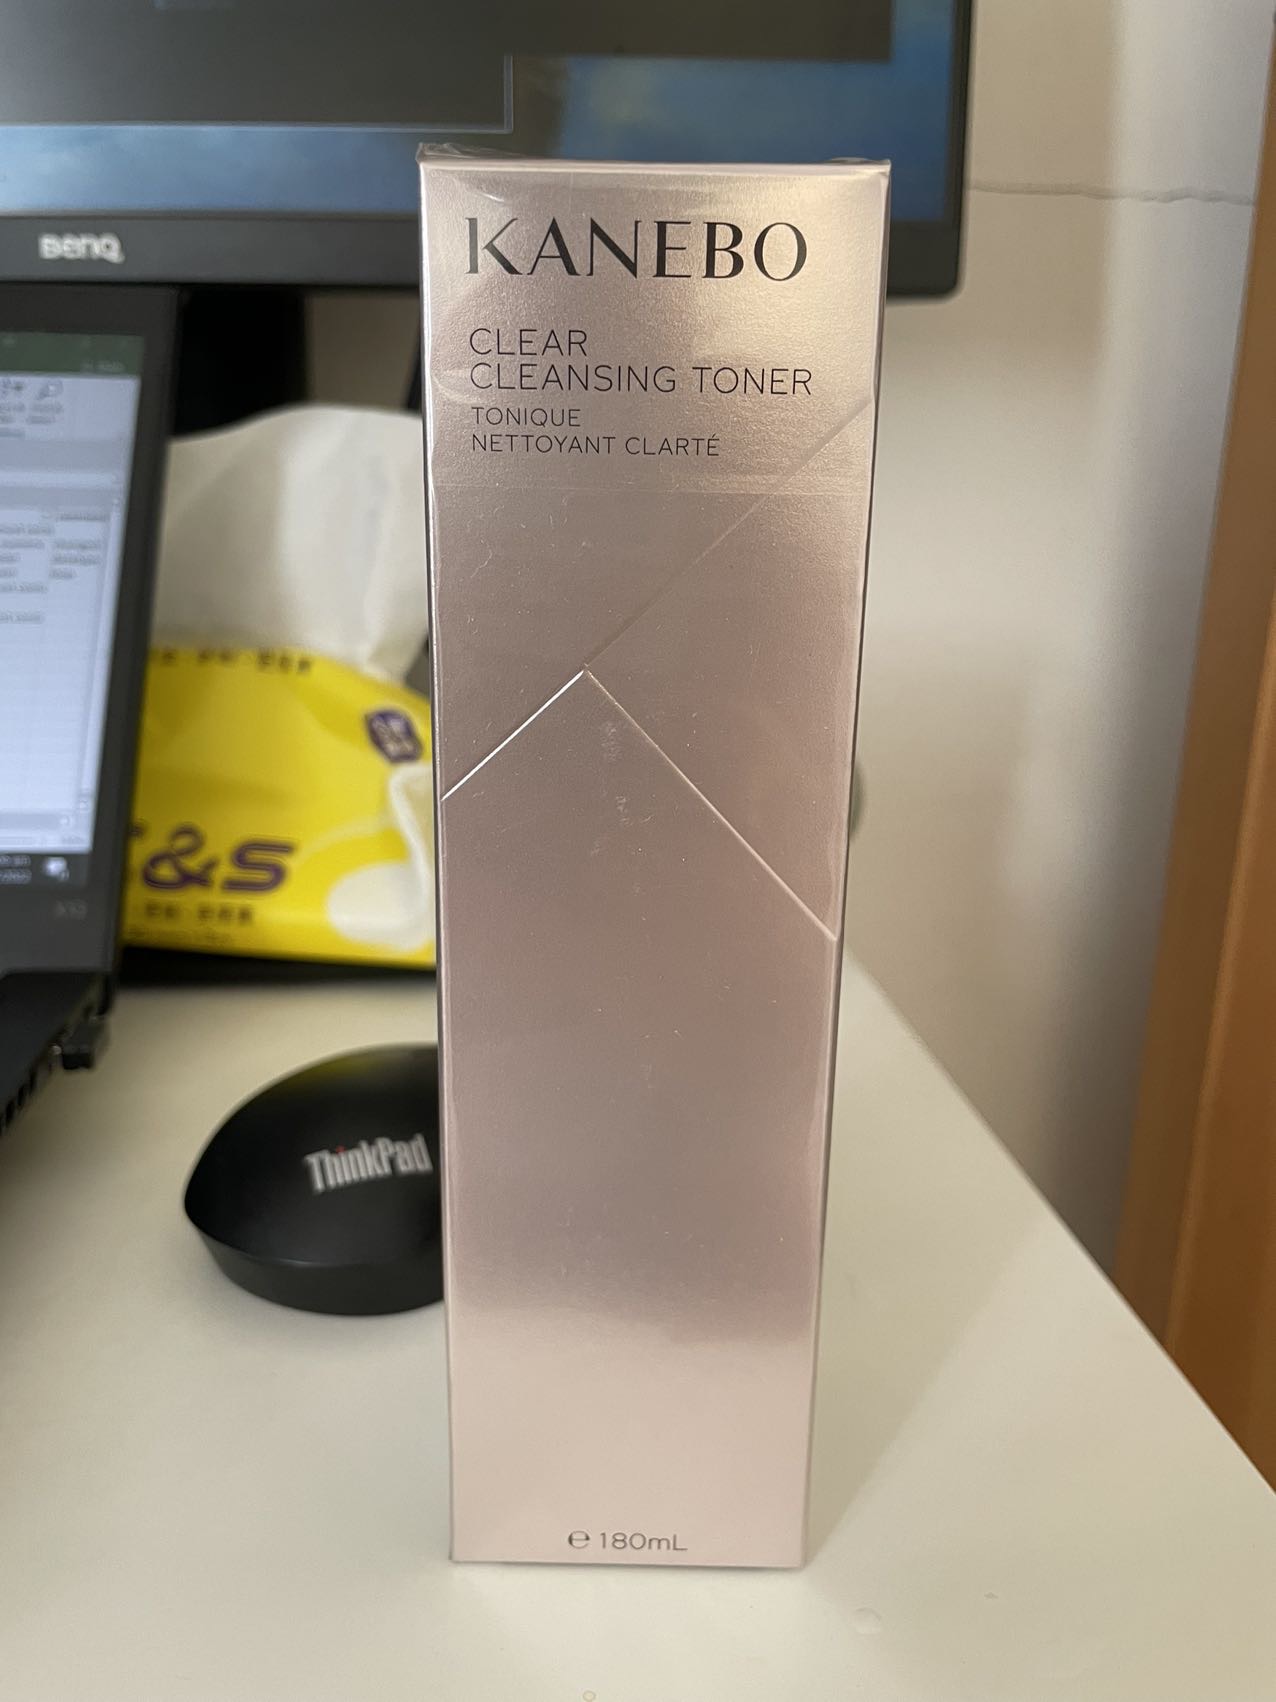 BenQ
KANEBO
CLEAR
CLEANSING TONER
TONIQUE
NETTOYANT CLARTÉ
&S
ThinkPad
℮ 180mL